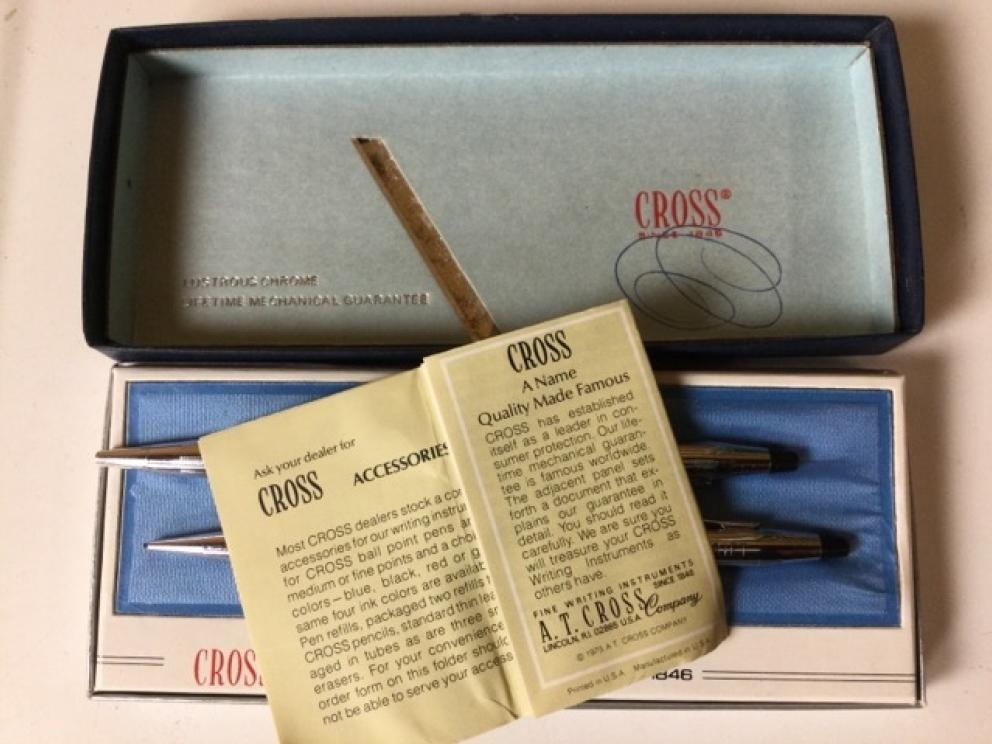 LUSTROUS CHROME
LIFETIME MECHANICAL GUARANTEE
CROSS®
SINCE 1846
Ask your dealer for
CROSS ACCESSORIES
Most CROSS dealers stock a
accessories for our writing
for CROSS ball point pens
medium or fine points and a
colors—blue, black, red or
same four ink colors are
Pen refills, packaged two refills
CROSS pencils, standard thin
aged in tubes as are three
erasers. For your convenience
order form on this folder
not be able to serve your
CROSS
A Name
Quality Made Famous
CROSS has established
itself as a leader in con-
sumer protection. Our life-
time mechanical guaran-
tee is famous worldwide.
The adjacent panel sets
forth a document that ex-
plains our guarantee in
detail. You should read it
carefully. We are sure you
will treasure your CROSS
Writing Instruments as
others have.
FINE WRITING INSTRUMENTS
SINCE 1846
A.T. CROSS Company
LINCOLN, R.I. 02865 U.S.A.
© 1975 A.T. CROSS COMPANY
Printed in U.S.A. Manufactured in U.S.A.
CROS
1846